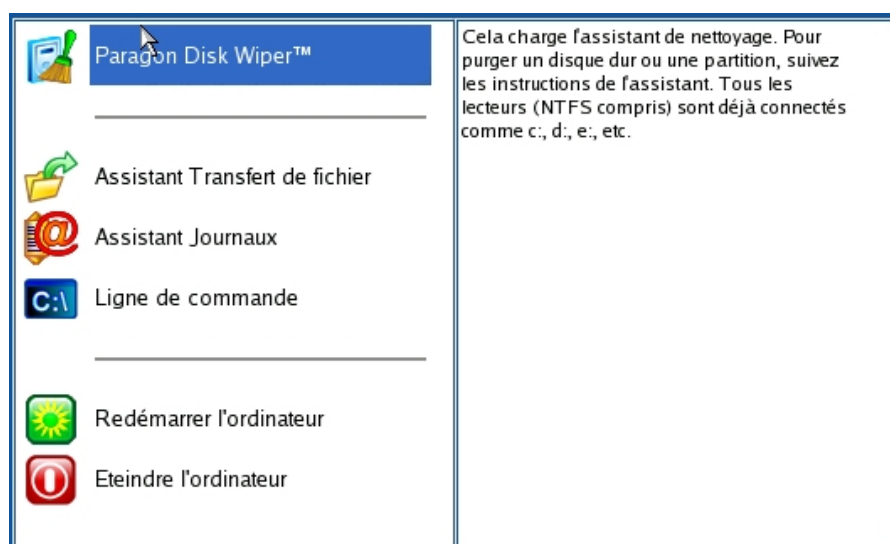 Paragon Disk Wiper™
Assistant Transfert de fichier
Assistant Journaux
C:\
Ligne de commande
Redémarrer l'ordinateur
Eteindre l'ordinateur
Cela charge l'assistant de nettoyage. Pour
purger un disque dur ou une partition, suivez
les instructions de l'assistant. Tous les
lecteurs (NTFS compris) sont déjà connectés
comme c:, d:, e:, etc.